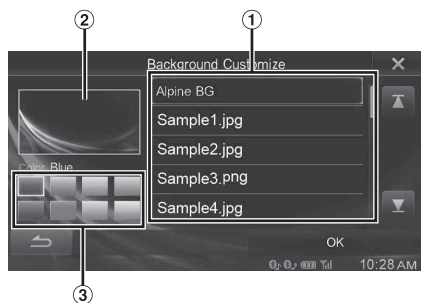 ② ①
Background Customize
Alpine BG
Sample1.jpg
Sample2.jpg
Color Blue
Sample3.png
Sample4.jpg
OK
10:28 AM
③